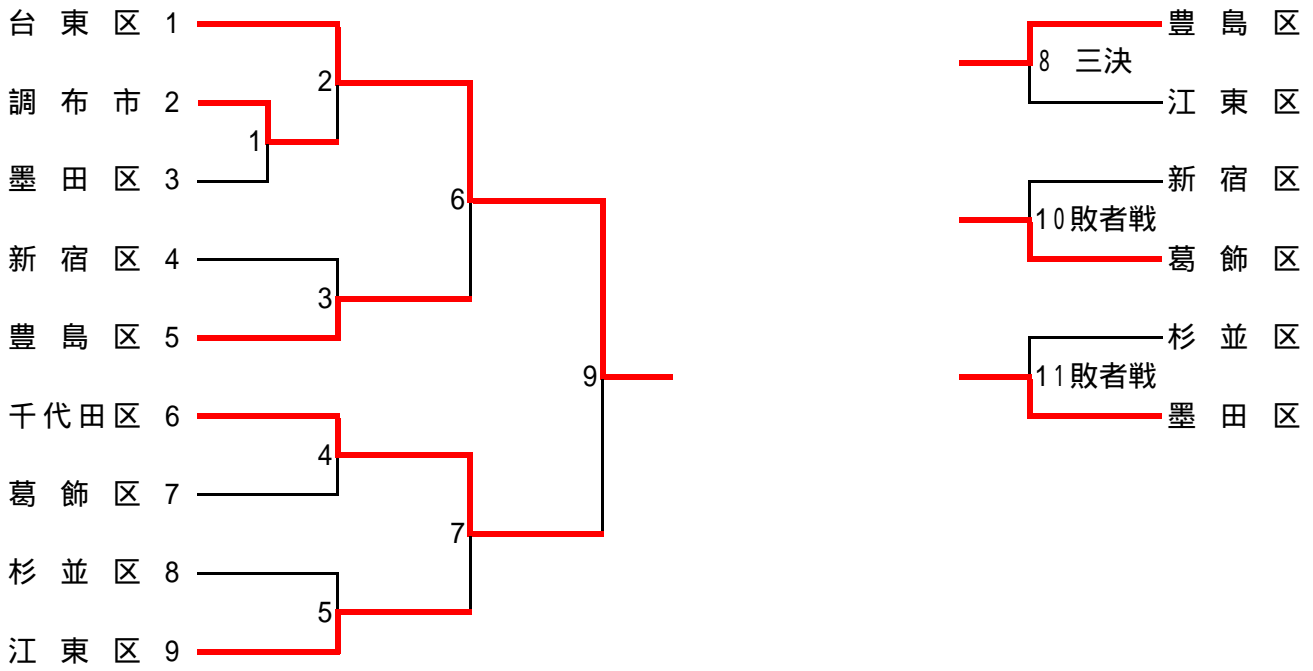 台東区 1
調布市 2
墨田区 3
新宿区 4
豊島区 5
千代田区 6
葛飾区 7
杉並区 8
江東区 9
1
2
3
4
5
6
7
9
豊島区
8 三決
江東区
新宿区
10敗者戦
葛飾区
杉並区
11敗者戦
墨田区